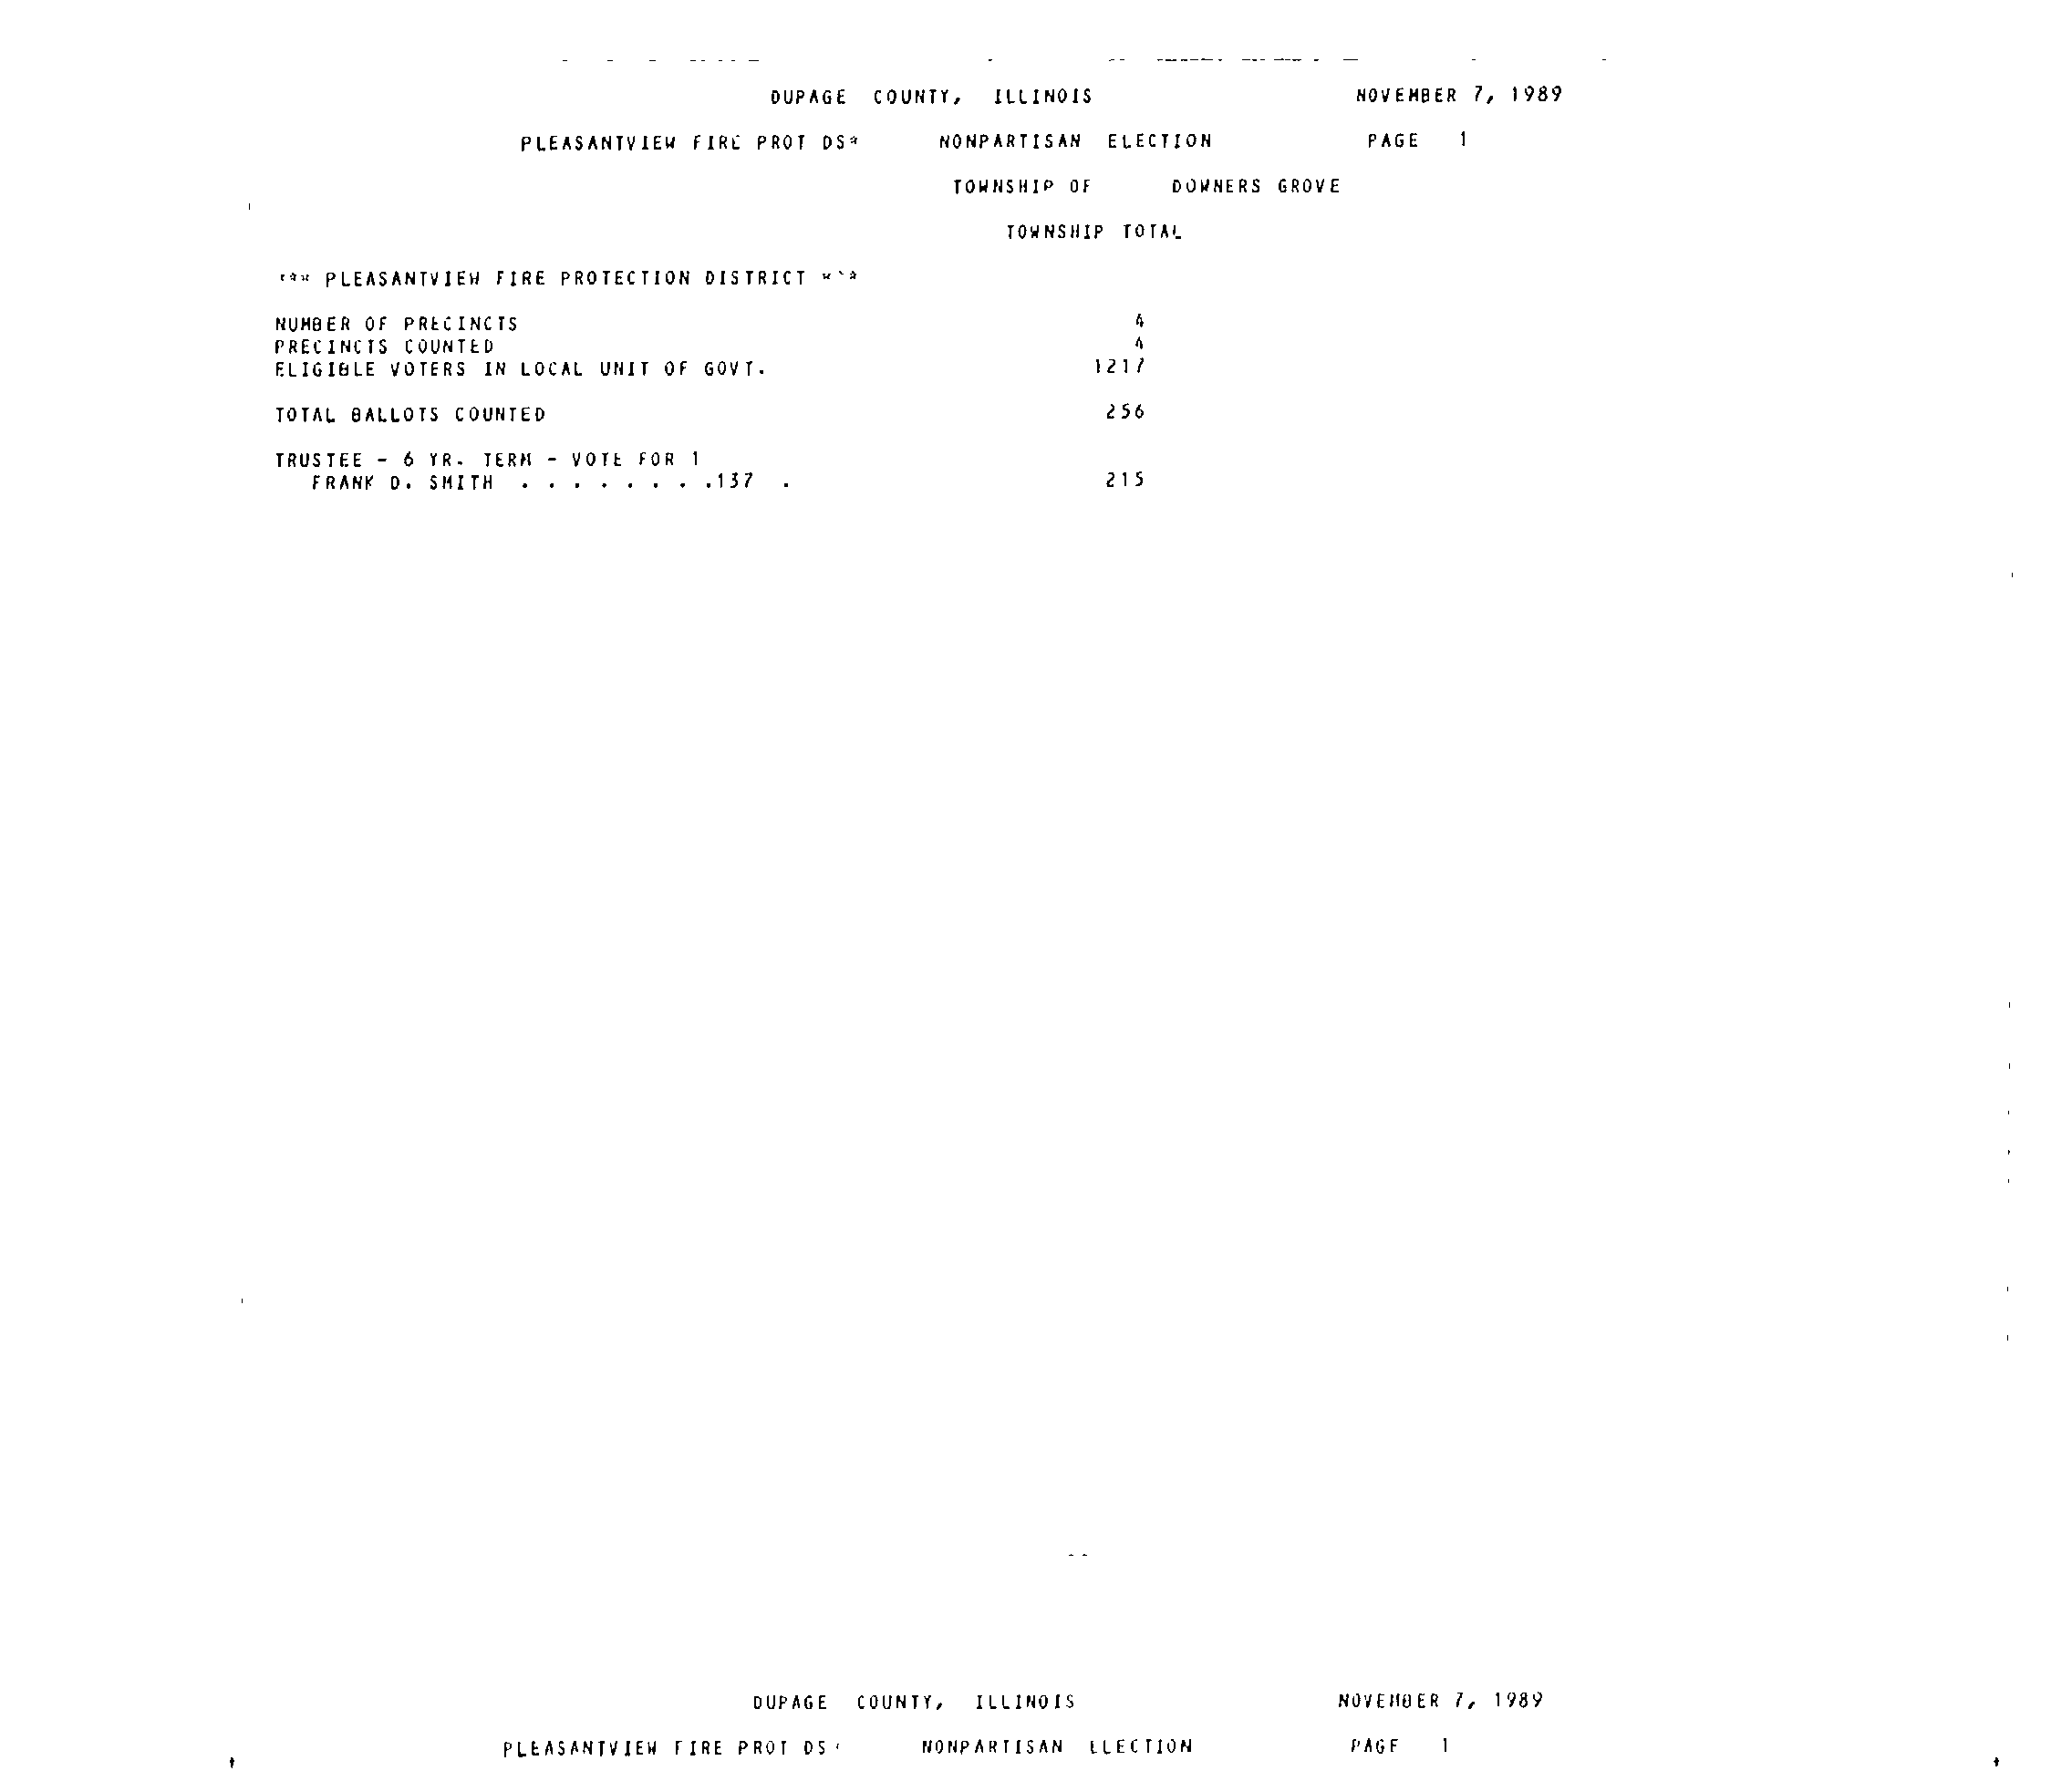 DUPAGE COUNTY, ILLINOIS NOVEMBER 7, 1989
PLEASANTVIEW FIRE PROT DS* NONPARTISAN ELECTION PAGE 1
TOWNSHIP OF DOWNERS GROVE
TOWNSHIP TOTAL
*** PLEASANTVIEW FIRE PROTECTION DISTRICT ***
NUMBER OF PRECINCTS 4
PRECINCTS COUNTED 4
ELIGIBLE VOTERS IN LOCAL UNIT OF GOVT. 1217
TOTAL BALLOTS COUNTED 256
TRUSTEE - 6 YR. TERM - VOTE FOR 1
FRANK D. SMITH . . . . . . . .137 . 215
DUPAGE COUNTY, ILLINOIS NOVEMBER 7, 1989
PLEASANTVIEW FIRE PROT DS* NONPARTISAN ELECTION PAGE 1